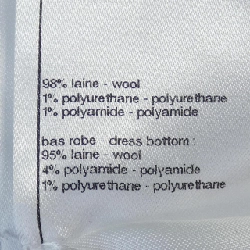 98% laine - wool
1% polyurethane - polyurethane
1% polyamide - polyamide
bas robe dress bottom :
95% laine - wool
4% polyamide - polyamide
1% polyurethane - polyurethane